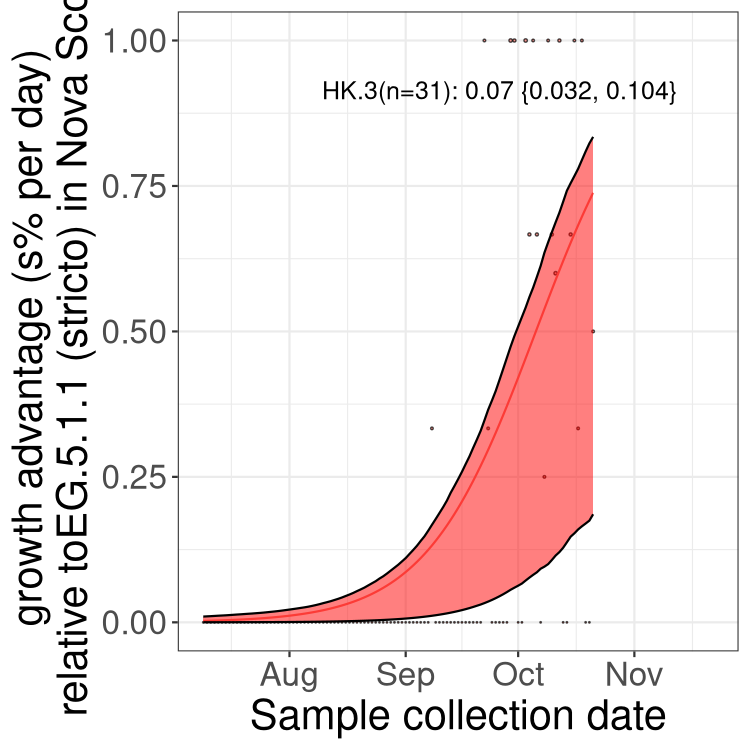 growth advantage (s% per day)
relative toEG.5.1.1 (stricto) in Nova Sco
1.00
0.75
0.50
0.25
0.00
HK.3(n=31): 0.07 {0.032, 0.104}
Aug Sep Oct Nov
Sample collection date